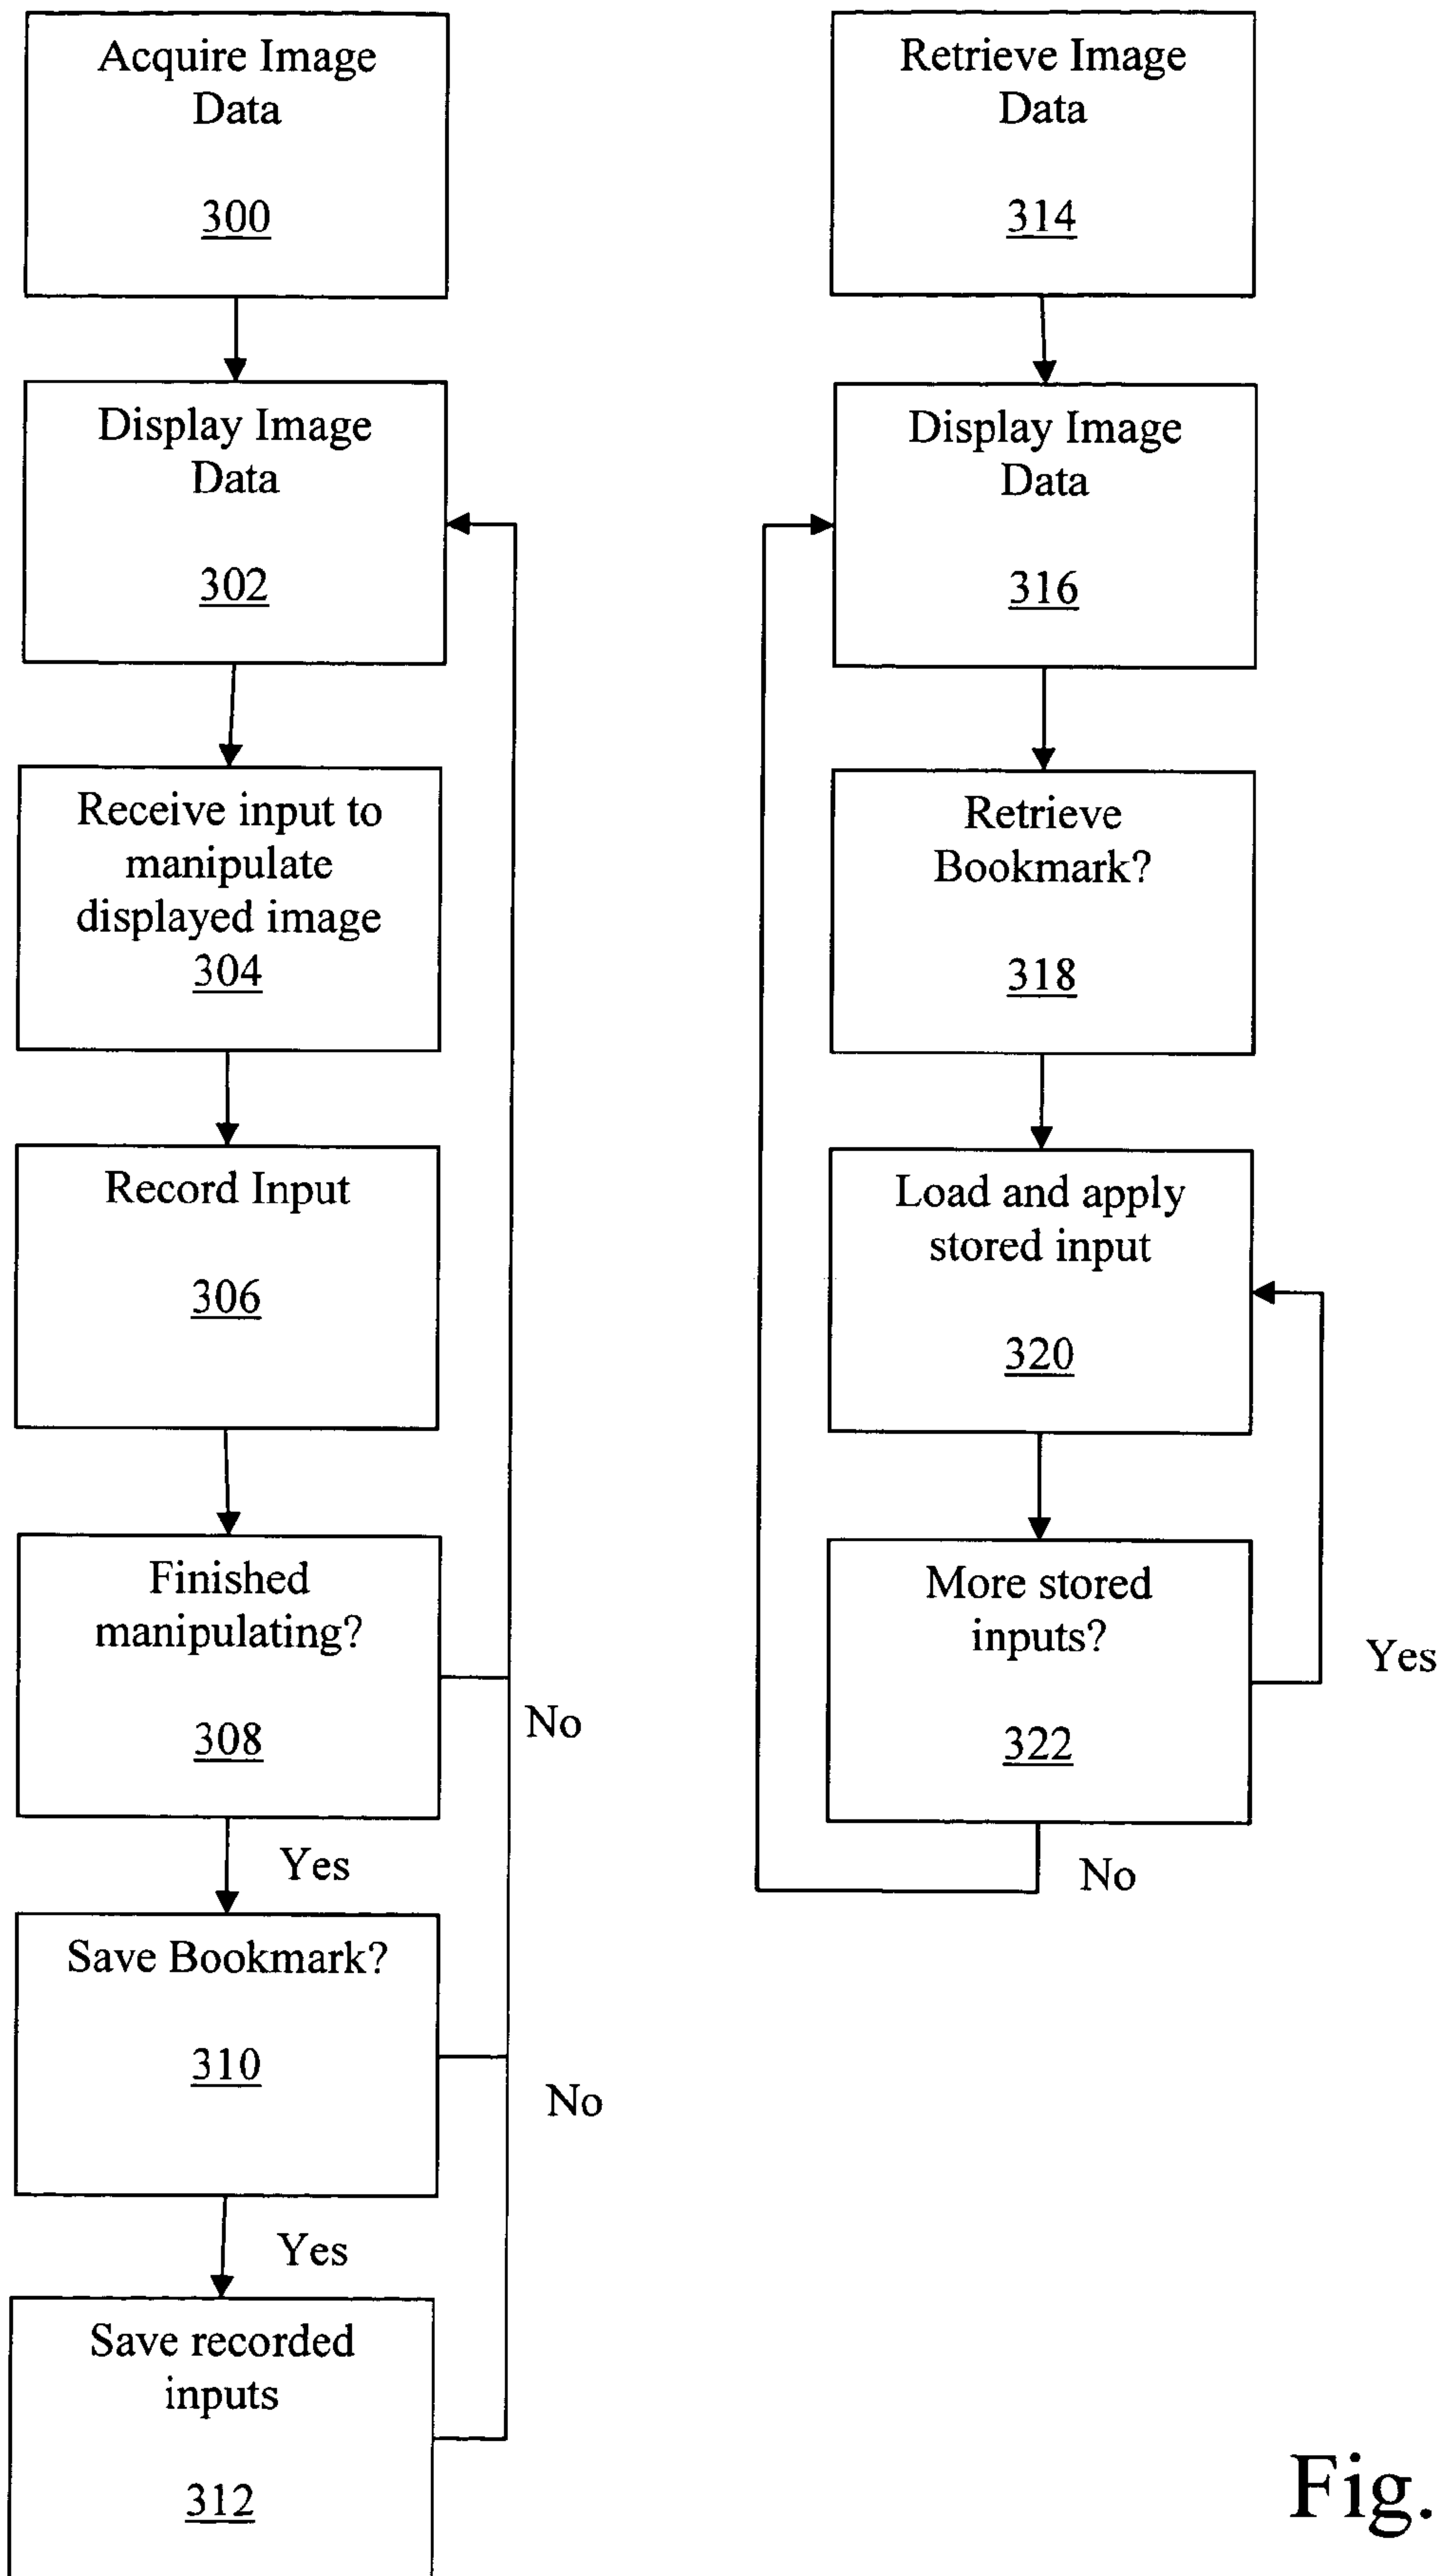 Acquire Image
Data
300
Display Image
Data
302
Receive input to
manipulate
displayed image
304
Record Input
306
Finished
manipulating?
308
No
Yes
Save Bookmark?
310
No
Yes
Save recorded
inputs
312
Retrieve Image
Data
314
Display Image
Data
316
Retrieve
Bookmark?
318
Load and apply
stored input
320
More stored
inputs?
322
Yes
No
Fig.